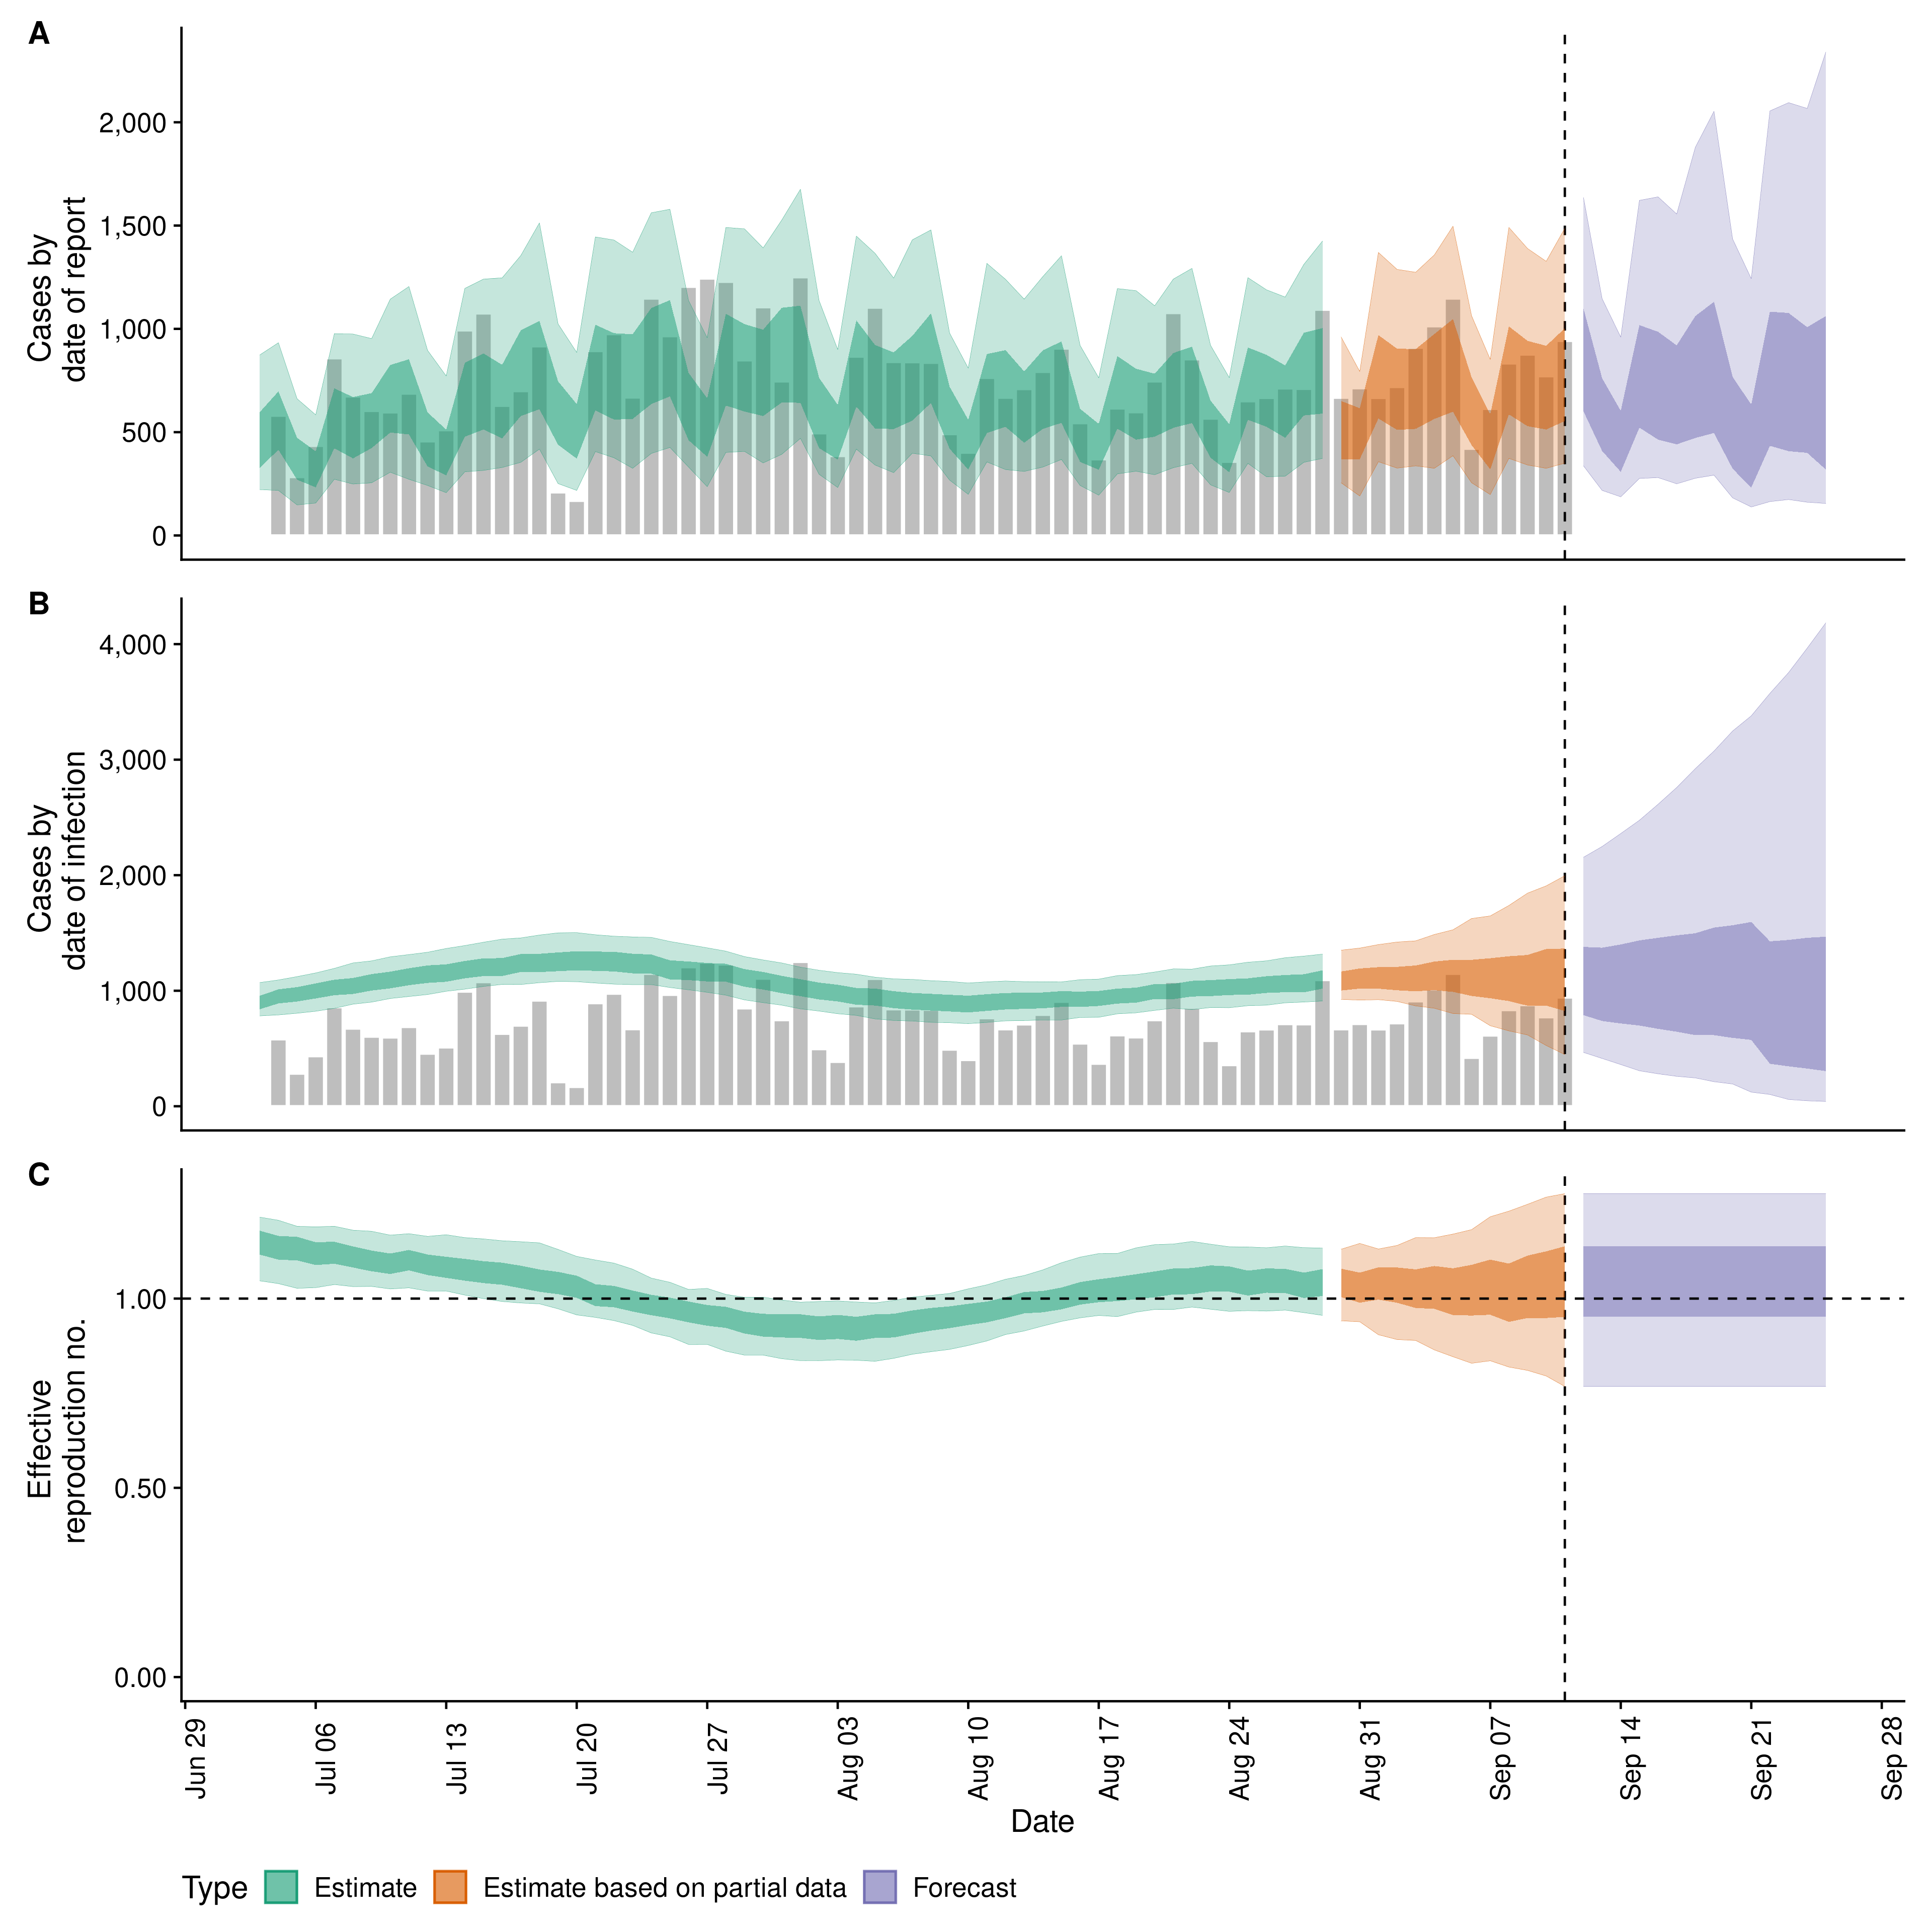 A
Cases by
date of report
2,000
1,500
1,000
500
0
B
Cases by
date of infection
4,000
3,000
2,000
1,000
0
C
Effective
reproduction no.
1.00
0.50
0.00
Jun 29
Jul 06
Jul 13
Jul 20
Jul 27
Aug 03
Aug 10
Aug 17
Aug 24
Aug 31
Sep 07
Sep 14
Sep 21
Sep 28
Date
Type Estimate Estimate based on partial data Forecast